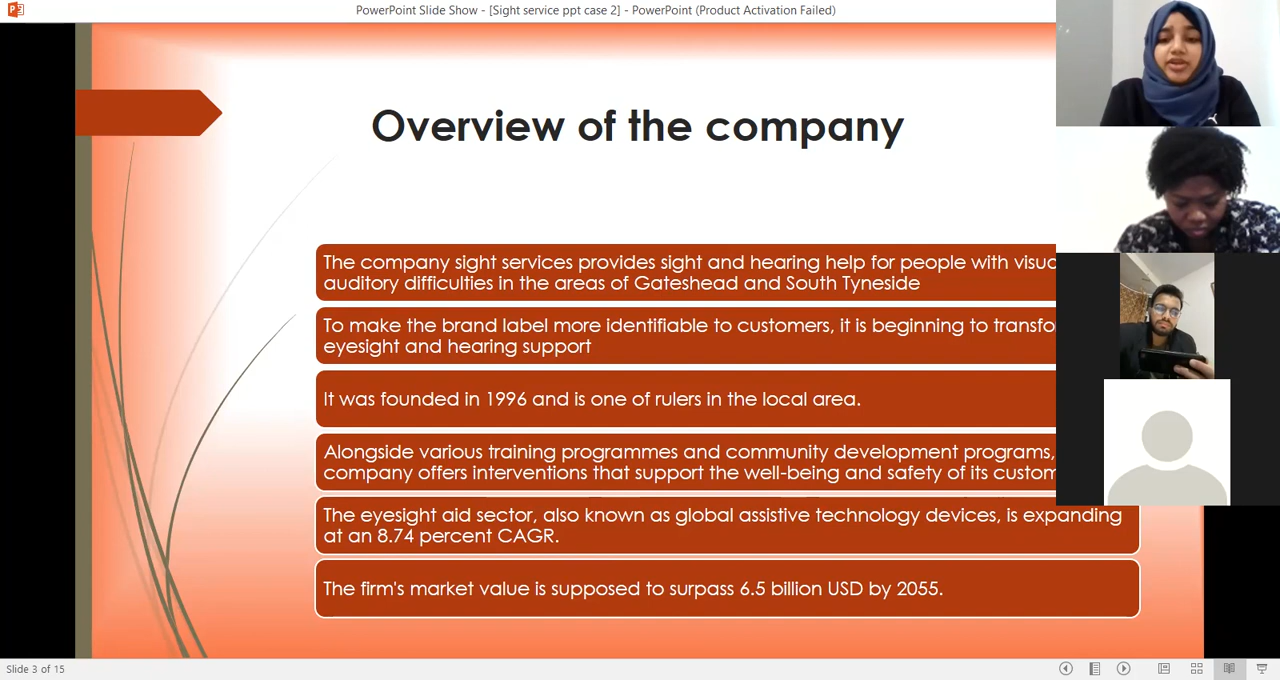 PowerPoint Slide Show - [Sight service ppt case 2] - PowerPoint (Product Activation Failed)
Overview of the company
The company sight services provides sight and hearing help for people with
auditory difficulties in the areas of Gateshead and South Tyneside
To make the brand label more identifiable to customers, it is beginning to
eyesight and hearing support
It was founded in 1996 and is one of rulers in the local area.
Alongside various training programmes and community development programs,
company offers interventions that support the well-being and safety of its
The eyesight aid sector, also known as global assistive technology devices, is expanding
at an 8.74 percent CAGR.
The firm's market value is supposed to surpass 6.5 billion USD by 2055.
Slide 3 of 15